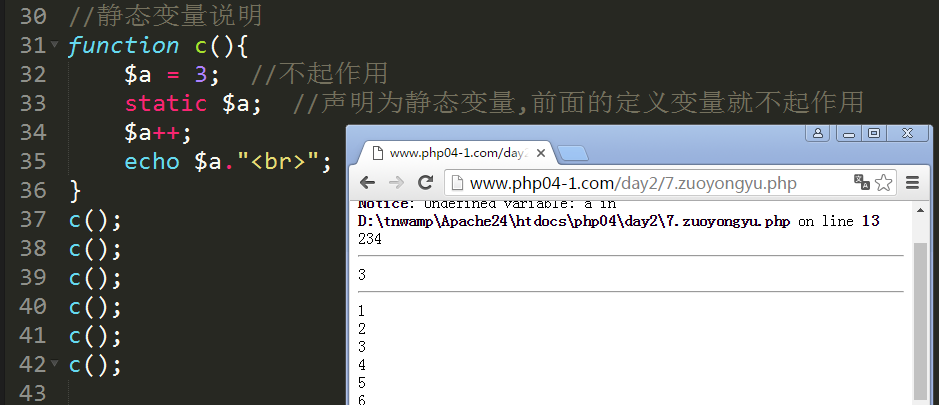 30 //静态变量说明
31 function c(){
32 $a = 3; //不起作用
33 static $a; //声明为静态变量,前面的定义变量就不起作用
34 $a++;
35 echo $a."<br>";
36 }
37 c();
38 c();
39 c();
40 c();
41 c();
42 c();
43
www.php04-1.com/day2
www.php04-1.com/day2/7.zuoyongyu.php
Notice: Undefined variable: a in
D:\tnwamp\Apache24\htdocs\php04\day2\7.zuoyongyu.php on line 13
234
3
1
2
3
4
5
6